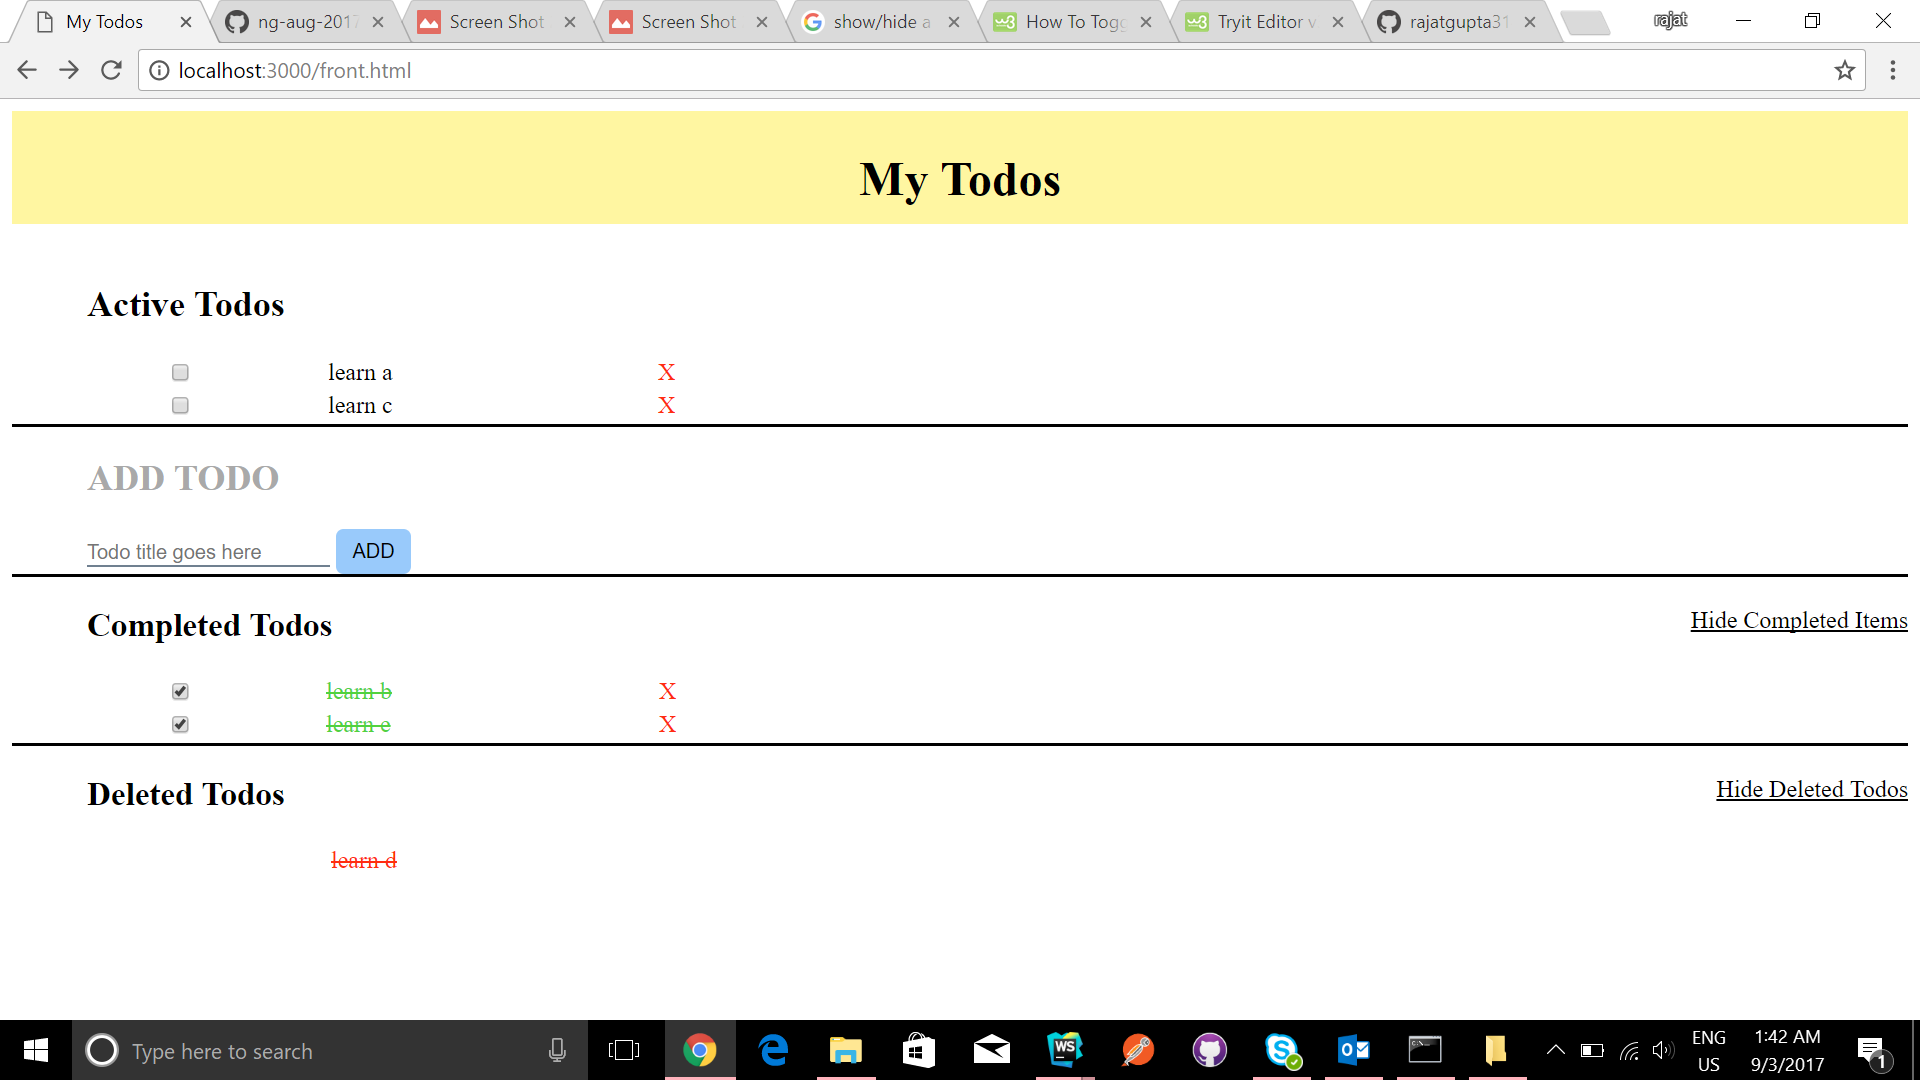 My Todos ng-aug-2017 Screen Shot Screen Shot show/hide a How To Togg Tryit Editor v rajatgupta31 rajat
localhost:3000/front.html
My Todos
Active Todos
learn a X
learn c X
ADD TODO
Todo title goes here ADD
Completed Todos Hide Completed Items
learn b X
learn e X
Deleted Todos Hide Deleted Todos
learn d
Type here to search WS ENG 1:42 AM
US 9/3/2017 1